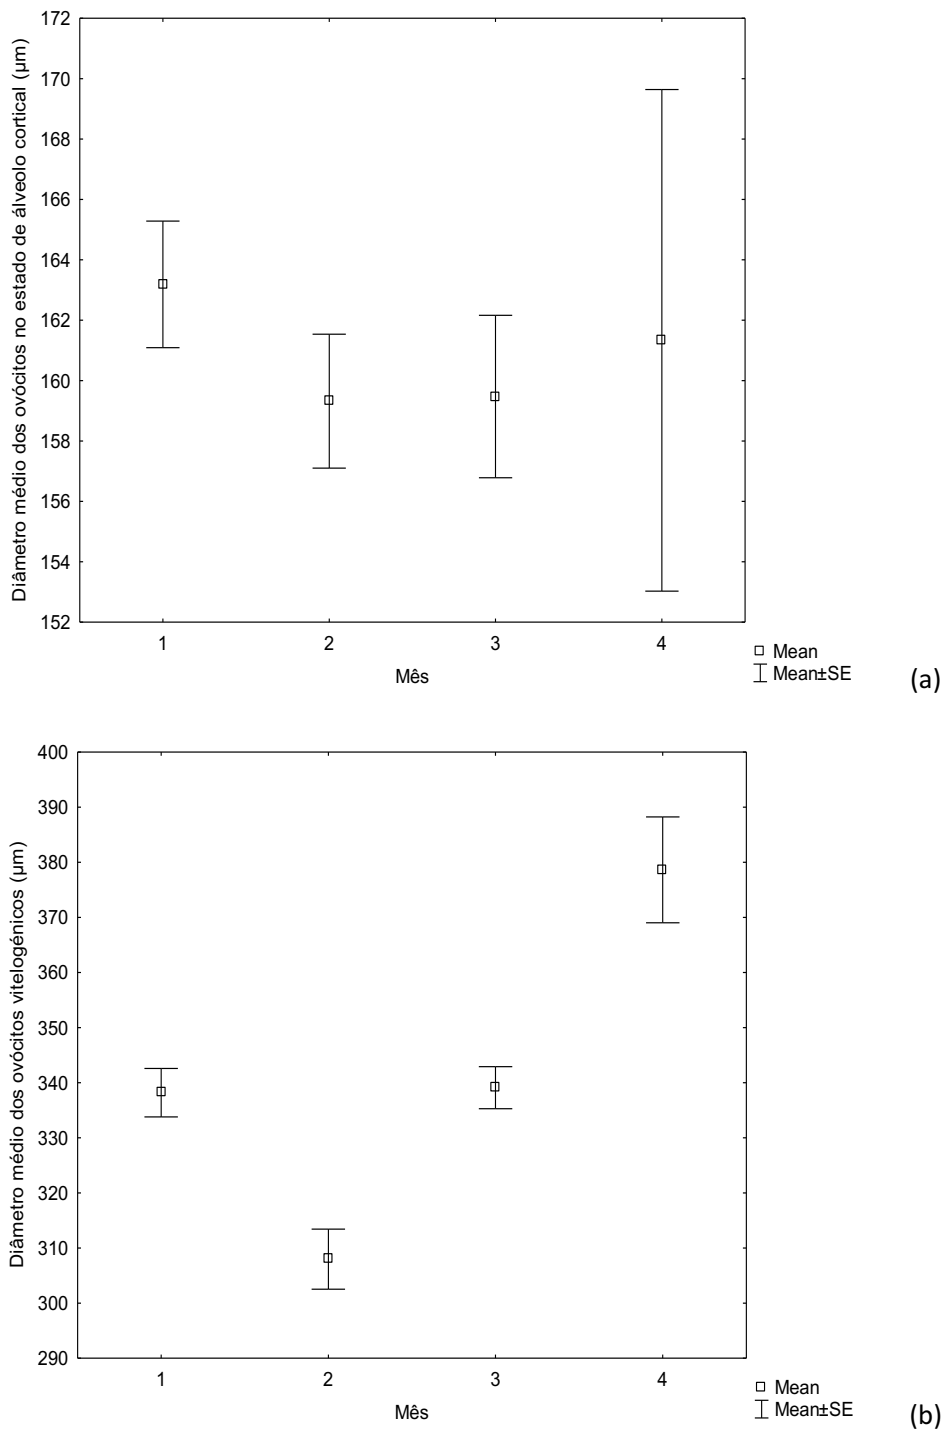 Diâmetro médio dos ovócitos no estado de álveolo cortical (µm)
172
170
168
166
164
162
160
158
156
154
152
1 2 3 4
Mês
Mean
Mean±SE
(a)
Diâmetro médio dos ovócitos vitelogénicos (µm)
400
390
380
370
360
350
340
330
320
310
300
290
1 2 3 4
Mês
Mean
Mean±SE
(b)